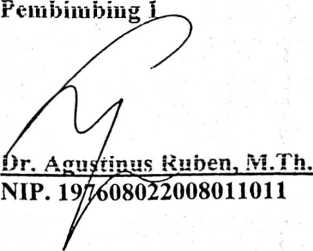 Pembimbing I
Dr. Agustinus Ruben, M.Th.
NIP. 197608022008011011